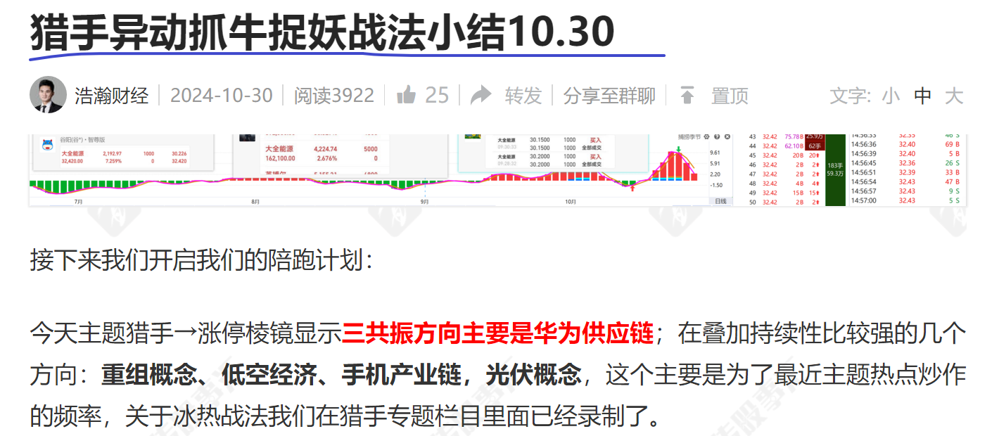 猎手异动抓牛捉妖战法小结10.30
浩瀚财经 2024-10-30 阅读3922 25 转发 分享至群聊 置顶 文字: 小 中 大
谷阳(谷*)·智尊版
大全能源 2,192.97 1000 30.226
32,420.00 7.259% 0 32.420
大全能源 4,224.74 5000
162,100.00 2.676% 0
大全能源 30.1500 1000 买入
09:30:33 30.1500 1000 全部成交
大全能源 30.2000 1000 买入
09:28:32 30.2000 1000 全部成交
捕捞季节
9.61
5.91
2.20
-1.50
7月 8月 9月 10月 日线
43 32.42 75.78B 25.9万
44 32.42 62.10B 62手
45 32.42 20B 20
46 32.42 2B 2
47 32.42 2B 2
48 32.42 4B 4
49 32.42 15B 15
50 32.42 2B 2
183手
59.3万
14:56:33 32.35 46 S
14:56:36 32.40 69 B
14:56:39 32.40 5 B
14:56:45 32.36 26 S
14:56:51 32.39 33 B
14:56:54 32.43 47 B
14:56:57 32.43 9 S
14:57:00 32.43 5 S
接下来我们开启我们的陪跑计划：
今天主题猎手→涨停棱镜显示三共振方向主要是华为供应链；在叠加持续性比较强的几个
方向：重组概念、低空经济、手机产业链，光伏概念，这个主要是为了最近主题热点炒作
的频率，关于冰热战法我们在猎手专题栏目里面已经录制了。